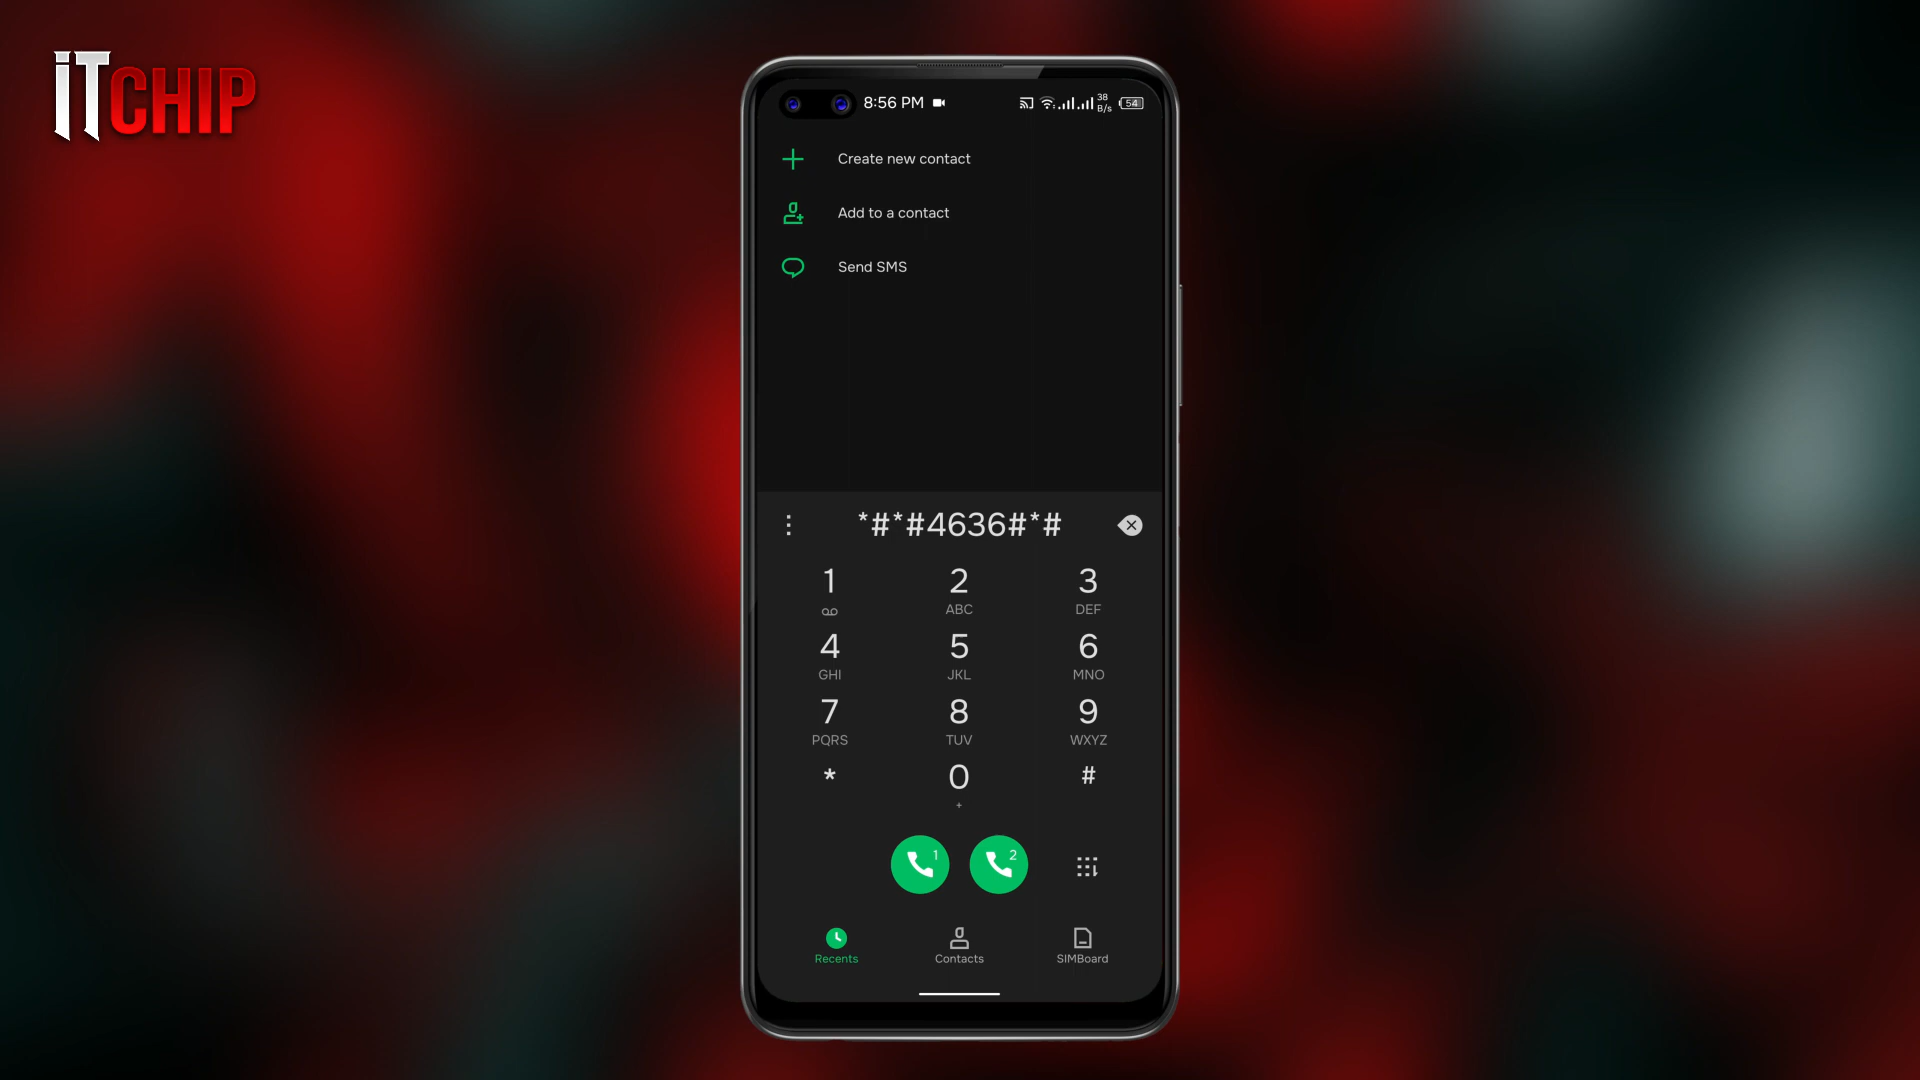 iTCHIP
8:56 PM
38
B/s
54
Create new contact
Add to a contact
Send SMS
*#*#4636#*#
1
2
ABC
3
DEF
4
GHI
5
JKL
6
MNO
7
PQRS
8
TUV
9
WXYZ
*
0
+
#
1
2
Recents
Contacts
SIMBoard